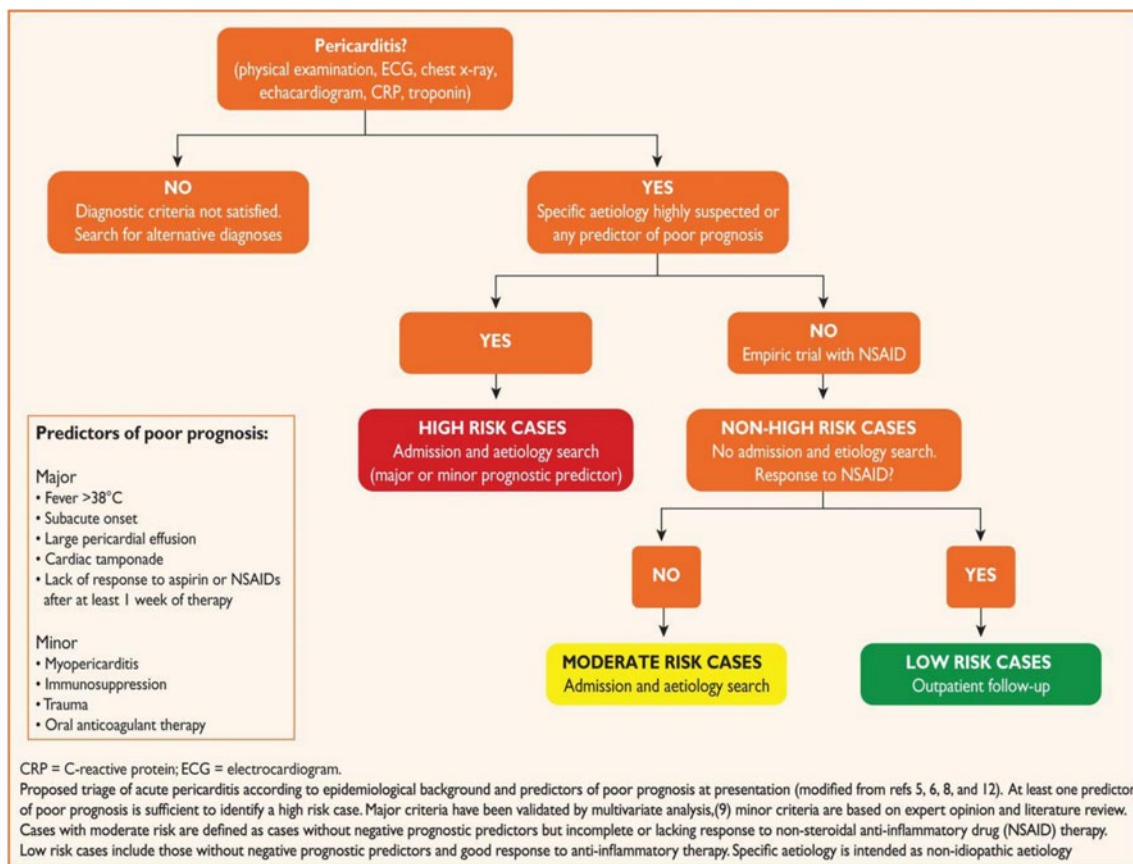 Pericarditis?
(physical examination, ECG, chest x-ray,
echacardiogram, CRP, troponin)
NO
Diagnostic criteria not satisfied.
Search for alternative diagnoses
YES
Specific aetiology highly suspected or
any predictor of poor prognosis
YES
NO
Empiric trial with NSAID
HIGH RISK CASES
Admission and aetiology search
(major or minor prognostic predictor)
NON-HIGH RISK CASES
No admission and etiology search.
Response to NSAID?
Predictors of poor prognosis:
Major
• Fever >38°C
• Subacute onset
• Large pericardial effusion
• Cardiac tamponade
• Lack of response to aspirin or NSAIDs
after at least 1 week of therapy
Minor
• Myopericarditis
• Immunosuppression
• Trauma
• Oral anticoagulant therapy
NO
YES
MODERATE RISK CASES
Admission and aetiology search
LOW RISK CASES
Outpatient follow-up
CRP = C-reactive protein; ECG = electrocardiogram.
Proposed triage of acute pericarditis according to epidemiological background and predictors of poor prognosis at presentation (modified from refs 5, 6, 8, and 12). At least one predictor
of poor prognosis is sufficient to identify a high risk case. Major criteria have been validated by multivariate analysis,(9) minor criteria are based on expert opinion and literature review.
Cases with moderate risk are defined as cases without negative prognostic predictors but incomplete or lacking response to non-steroidal anti-inflammatory drug (NSAID) therapy.
Low risk cases include those without negative prognostic predictors and good response to anti-inflammatory therapy. Specific aetiology is intended as non-idiopathic aetiology